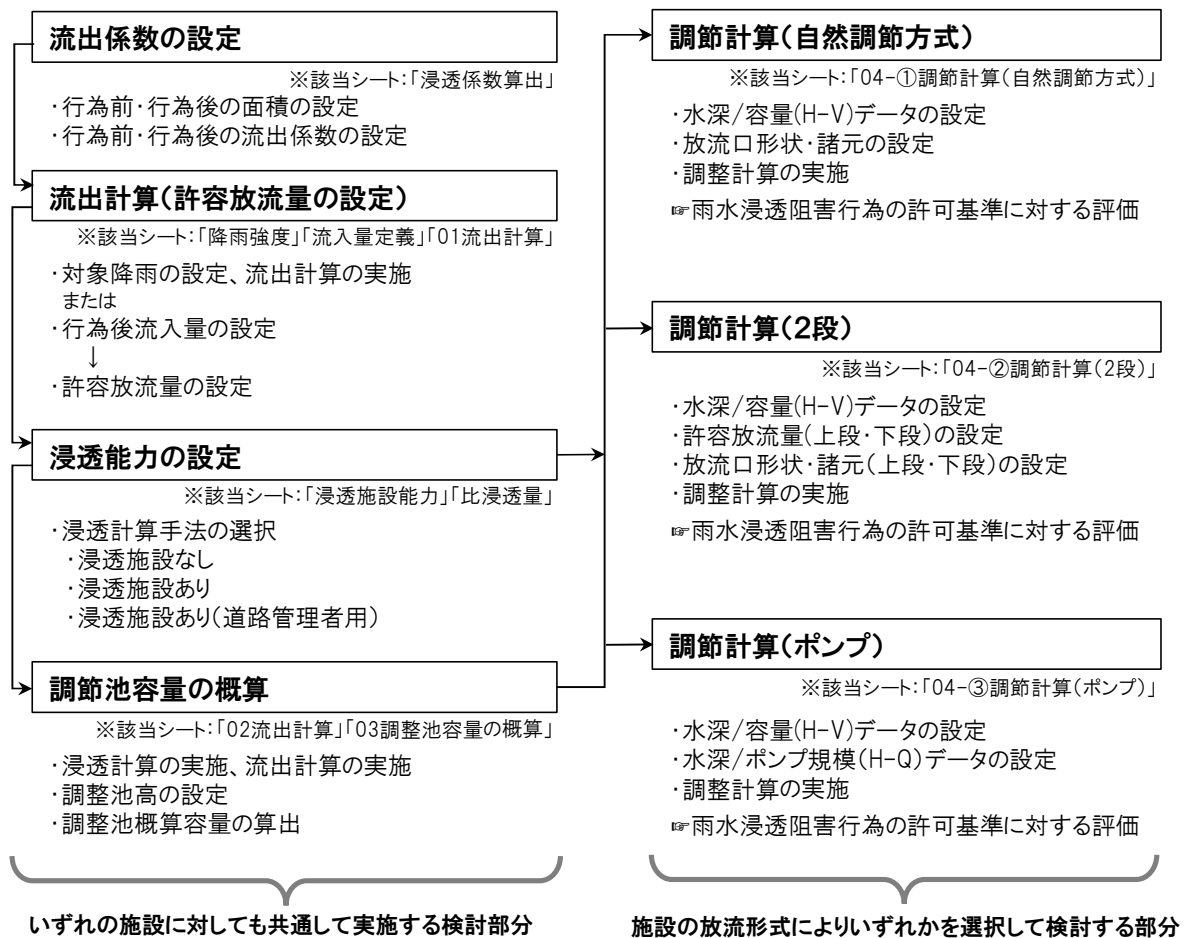 流出係数の設定
※該当シート:「浸透係数算出」
・行為前・行為後の面積の設定
・行為前・行為後の流出係数の設定
流出計算(許容放流量の設定)
※該当シート:「降雨強度」「流入量定義」「01流出計算」
・対象降雨の設定、流出計算の実施
または
・行為後流入量の設定
↓
・許容放流量の設定
浸透能力の設定
※該当シート:「浸透施設能力」「比浸透量」
・浸透計算手法の選択
・浸透施設なし
・浸透施設あり
・浸透施設あり(道路管理者用)
調節池容量の概算
※該当シート:「02流出計算」「03調整池容量の概算」
・浸透計算の実施、流出計算の実施
・調整池高の設定
・調整池概算容量の算出
いずれの施設に対しても共通して実施する検討部分
調節計算(自然調節方式)
※該当シート:「04-①調節計算(自然調節方式)」
・水深/容量(H-V)データの設定
・放流口形状・諸元の設定
・調整計算の実施
☞雨水浸透阻害行為の許可基準に対する評価
調節計算(2段)
※該当シート:「04-②調節計算(2段)」
・水深/容量(H-V)データの設定
・許容放流量(上段・下段)の設定
・放流口形状・諸元(上段・下段)の設定
・調整計算の実施
☞雨水浸透阻害行為の許可基準に対する評価
調節計算(ポンプ)
※該当シート:「04-③調節計算(ポンプ)」
・水深/容量(H-V)データの設定
・水深/ポンプ規模(H-Q)データの設定
・調整計算の実施
☞雨水浸透阻害行為の許可基準に対する評価
施設の放流形式によりいずれかを選択して検討する部分